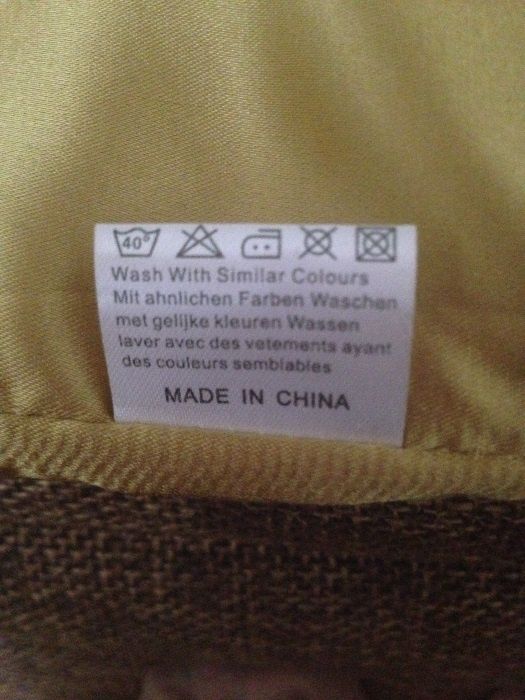 40°
Wash With Similar Colours
Mit ahnlichen Farben Waschen
met gelijke kleuren Wassen
laver avec des vetements ayant
des couleurs semblables
MADE IN CHINA